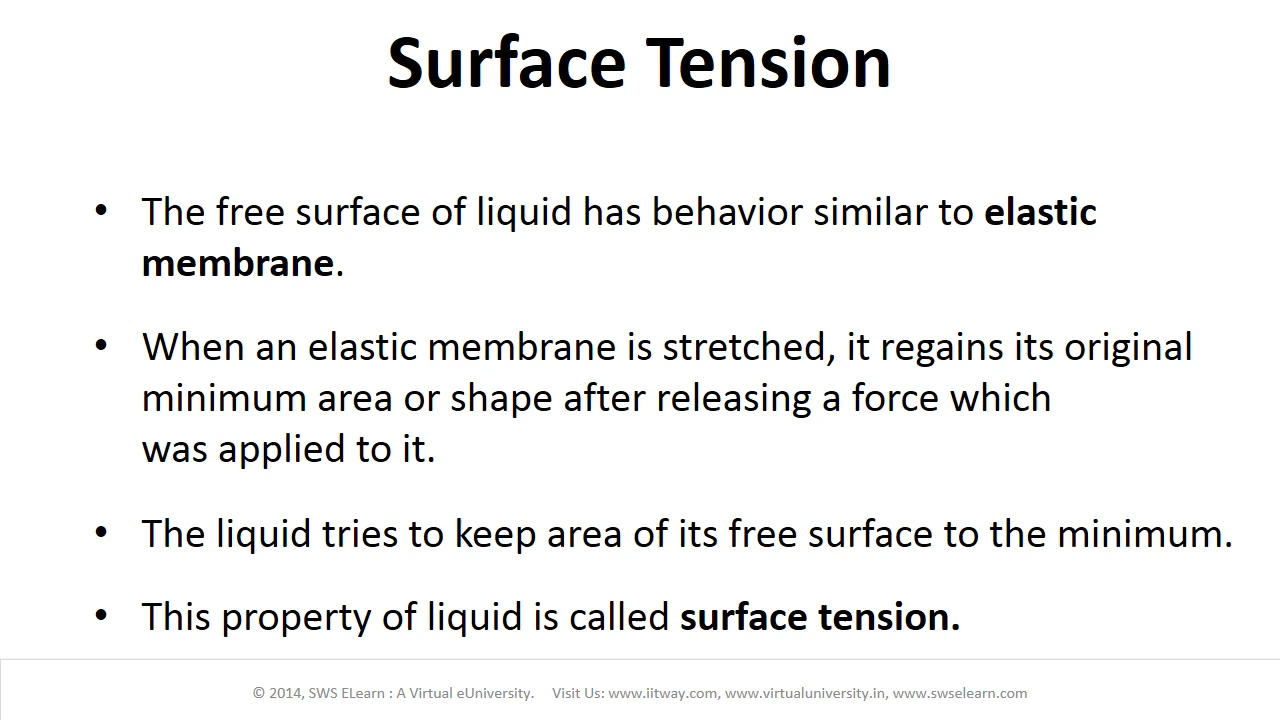 Surface Tension
• The free surface of liquid has behavior similar to elastic
membrane.
• When an elastic membrane is stretched, it regains its original
minimum area or shape after releasing a force which
was applied to it.
• The liquid tries to keep area of its free surface to the minimum.
• This property of liquid is called surface tension.
© 2014, SWS ELearn : A Virtual eUniversity. Visit Us: www.iitway.com, www.virtualuniversity.in, www.swselearn.com